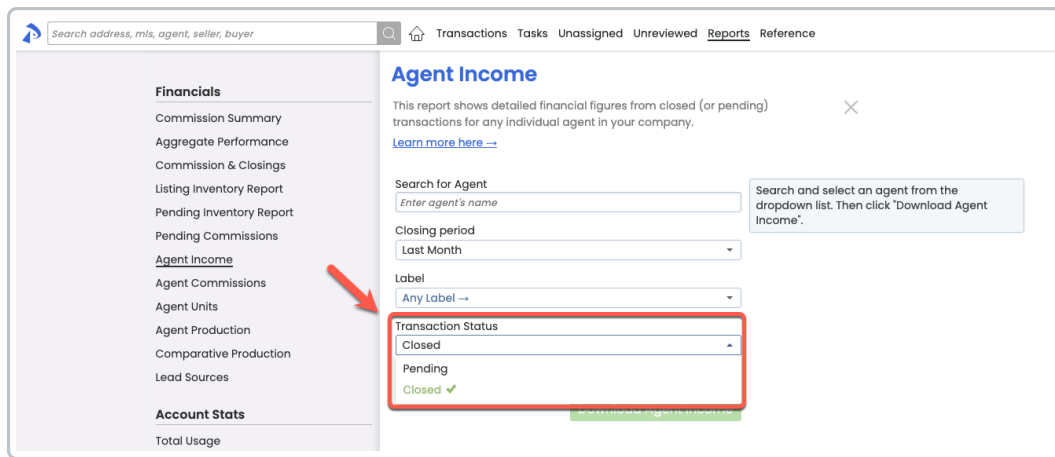 Search address, mls, agent, seller, buyer
Transactions Tasks Unassigned Unreviewed Reports Reference
Financials
Commission Summary
Aggregate Performance
Commission & Closings
Listing Inventory Report
Pending Inventory Report
Pending Commissions
Agent Income
Agent Commissions
Agent Units
Agent Production
Comparative Production
Lead Sources
Account Stats
Total Usage
Agent Income
This report shows detailed financial figures from closed (or pending)
transactions for any individual agent in your company.
Learn more here →
Search for Agent
Enter agent's name
Closing period
Last Month
Label
Any Label →
Transaction Status
Closed
Pending
Closed ✔
Download Agent Income
Search and select an agent from the
dropdown list. Then click "Download Agent
Income".